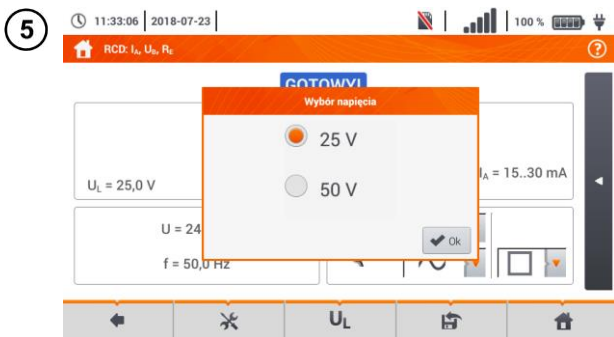 5
11:33:06 2018-07-23 100 %
RCD: IA, UB, RE ?
GOTOWY!
Wybór napięcia
25 V
50 V
UL = 25,0 V
IA = 15..30 mA
U = 24
Ok
f = 50,0 Hz
UL